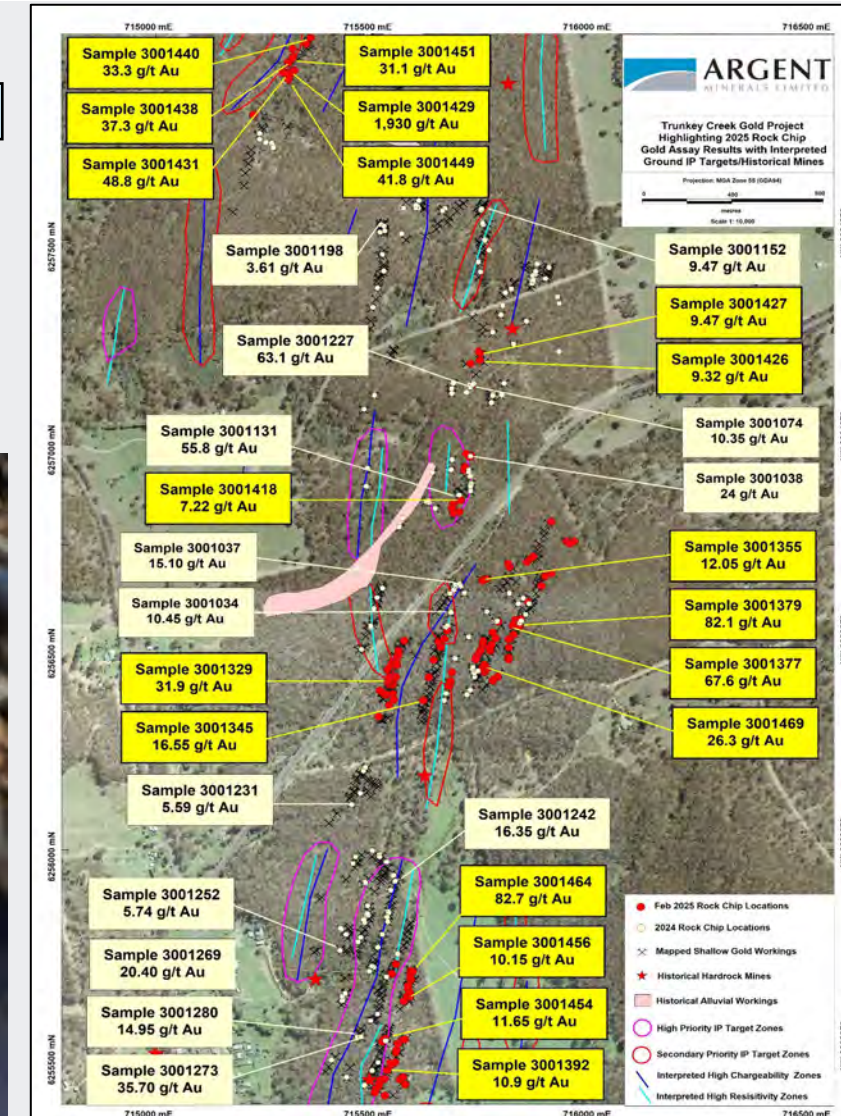 715000 mE
715500 mE
716000 mE
716500 mE
ARGENT
MINERALS LIMITED
Trunkey Creek Gold Project
Highlighting 2025 Rock Chip
Gold Assay Results with Interpreted
Ground IP Targets/Historical Mines
Projection: MGA Zone 55 (GDA94)
0
400
800
metres
Scale 1: 10,000
Sample 3001440
33.3 g/t Au
Sample 3001451
31.1 g/t Au
Sample 3001438
37.3 g/t Au
Sample 3001429
1,930 g/t Au
Sample 3001431
48.8 g/t Au
Sample 3001449
41.8 g/t Au
6257500 mN
Sample 3001198
3.61 g/t Au
Sample 3001152
9.47 g/t Au
Sample 3001427
9.47 g/t Au
Sample 3001227
63.1 g/t Au
Sample 3001426
9.32 g/t Au
Sample 3001074
10.35 g/t Au
6257000 mN
Sample 3001131
55.8 g/t Au
Sample 3001038
24 g/t Au
Sample 3001418
7.22 g/t Au
Sample 3001037
15.10 g/t Au
Sample 3001355
12.05 g/t Au
Sample 3001034
10.45 g/t Au
Sample 3001379
82.1 g/t Au
6256500 mN
Sample 3001329
31.9 g/t Au
Sample 3001377
67.6 g/t Au
Sample 3001345
16.55 g/t Au
Sample 3001469
26.3 g/t Au
Sample 3001231
5.59 g/t Au
Sample 3001242
16.35 g/t Au
6256000 mN
Sample 3001252
5.74 g/t Au
Sample 3001464
82.7 g/t Au
Sample 3001269
20.40 g/t Au
Sample 3001456
10.15 g/t Au
Sample 3001280
14.95 g/t Au
Sample 3001454
11.65 g/t Au
Sample 3001273
35.70 g/t Au
Sample 3001392
10.9 g/t Au
6255500 mN
Feb 2025 Rock Chip Locations
2024 Rock Chip Locations
Mapped Shallow Gold Workings
Historical Hardrock Mines
Historical Alluvial Workings
High Priority IP Target Zones
Secondary Priority IP Target Zones
Interpreted High Chargeability Zones
Interpreted High Resisitivity Zones
715000 mE
715500 mE
716000 mE
716500 mE